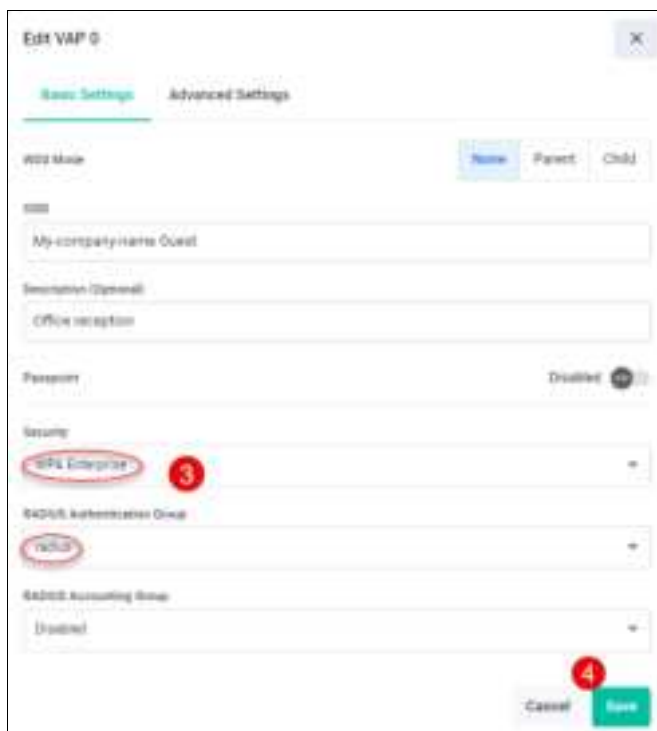 Edit VAP 0
Basic Settings Advanced Settings
WDS Mode None Parent Child
SSID
My-company-name Guest
Description (Optional)
Office reception
Passpoint Disabled
Security
WPA Enterprise
3
RADIUS Authentication Group
radius
RADIUS Accounting Group
Disabled
4
Cancel Save